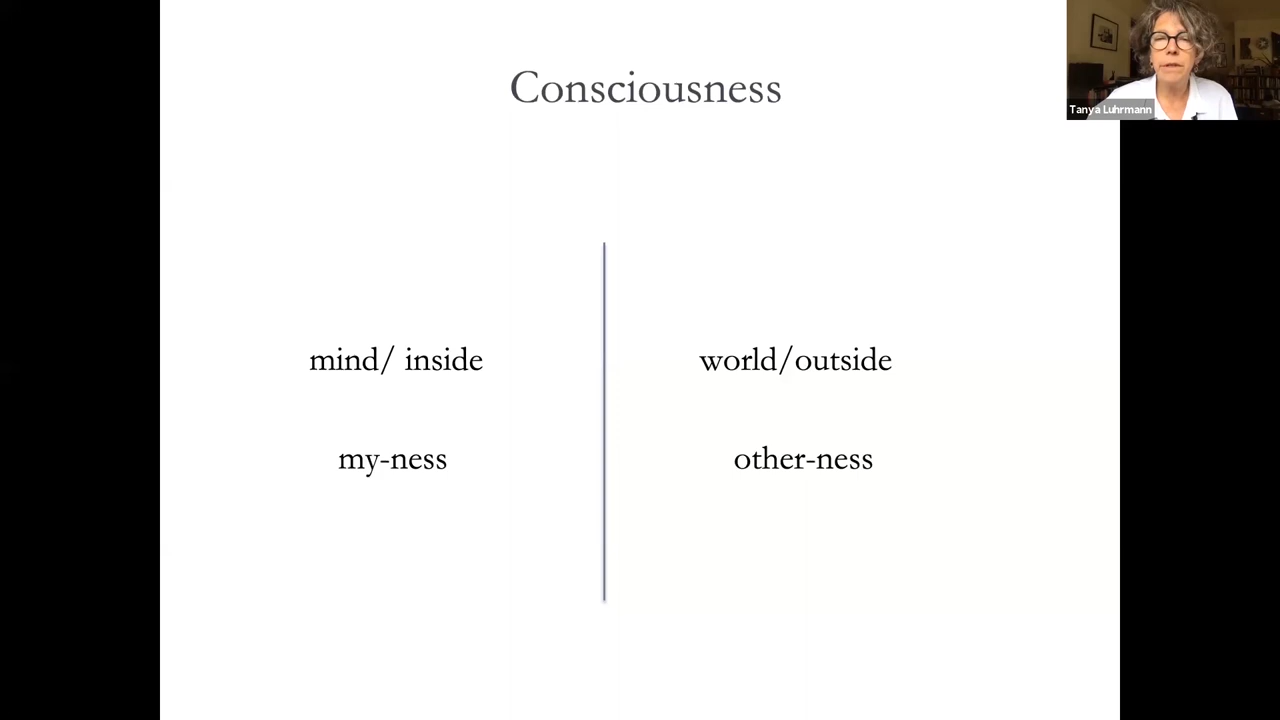 Consciousness
Tanya Luhrmann
mind/ inside
world/outside
my-ness
other-ness